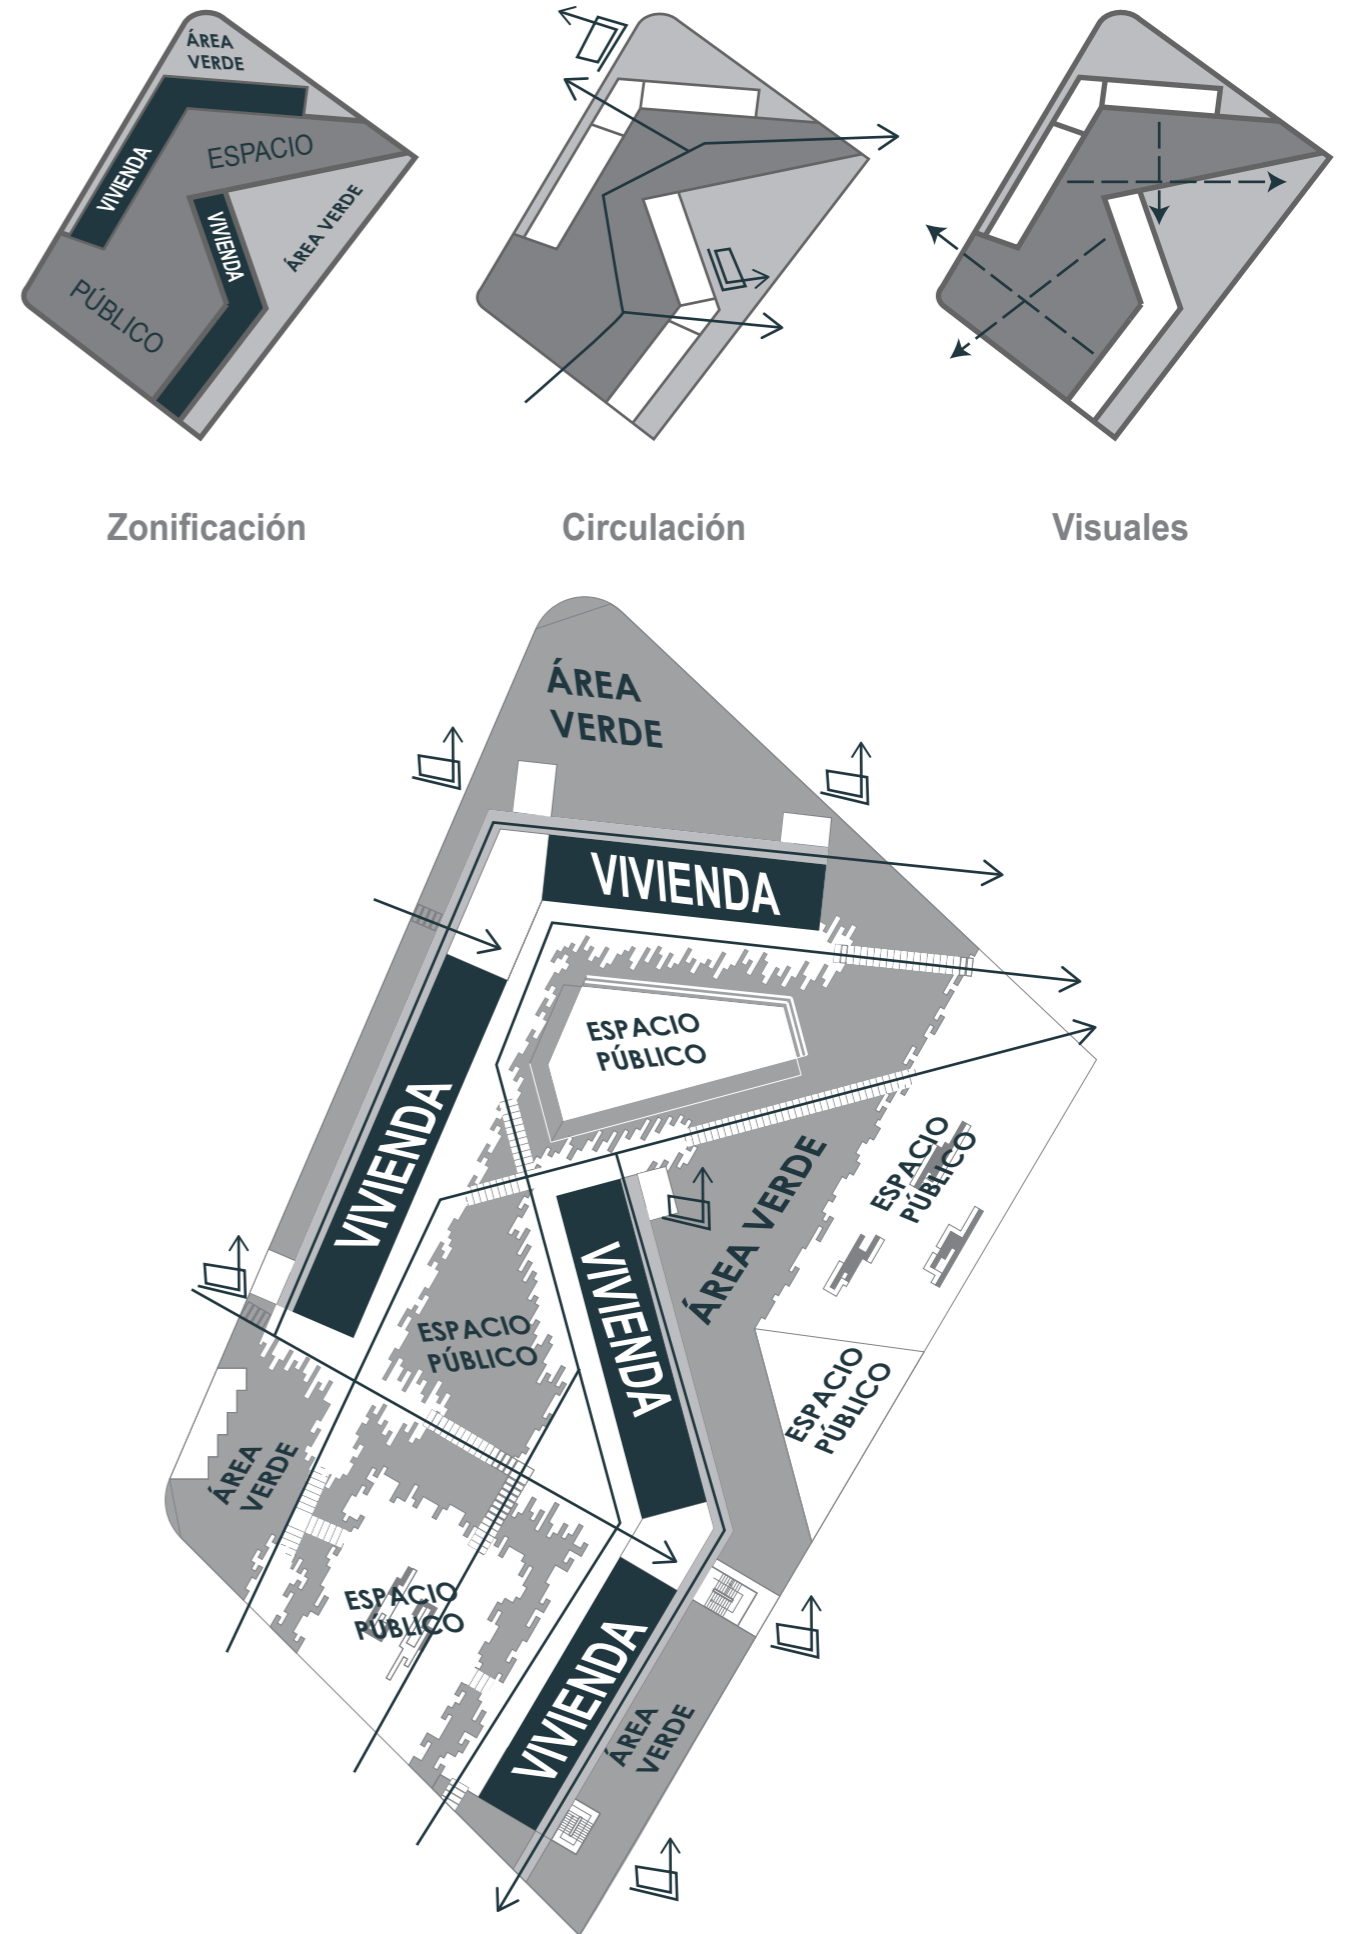 ÁREA
VERDE
VIVIENDA
ESPACIO
VIVIENDA
ÁREA VERDE
PÚBLICO
Zonificación
Circulación
Visuales
ÁREA
VERDE
VIVIENDA
ESPACIO
PÚBLICO
VIVIENDA
ESPACIO
PÚBLICO
ÁREA VERDE
VIVIENDA
ESPACIO
PÚBLICO
ESPACIO
PÚBLICO
ÁREA
VERDE
ESPACIO
PÚBLICO
VIVIENDA
ÁREA
VERDE